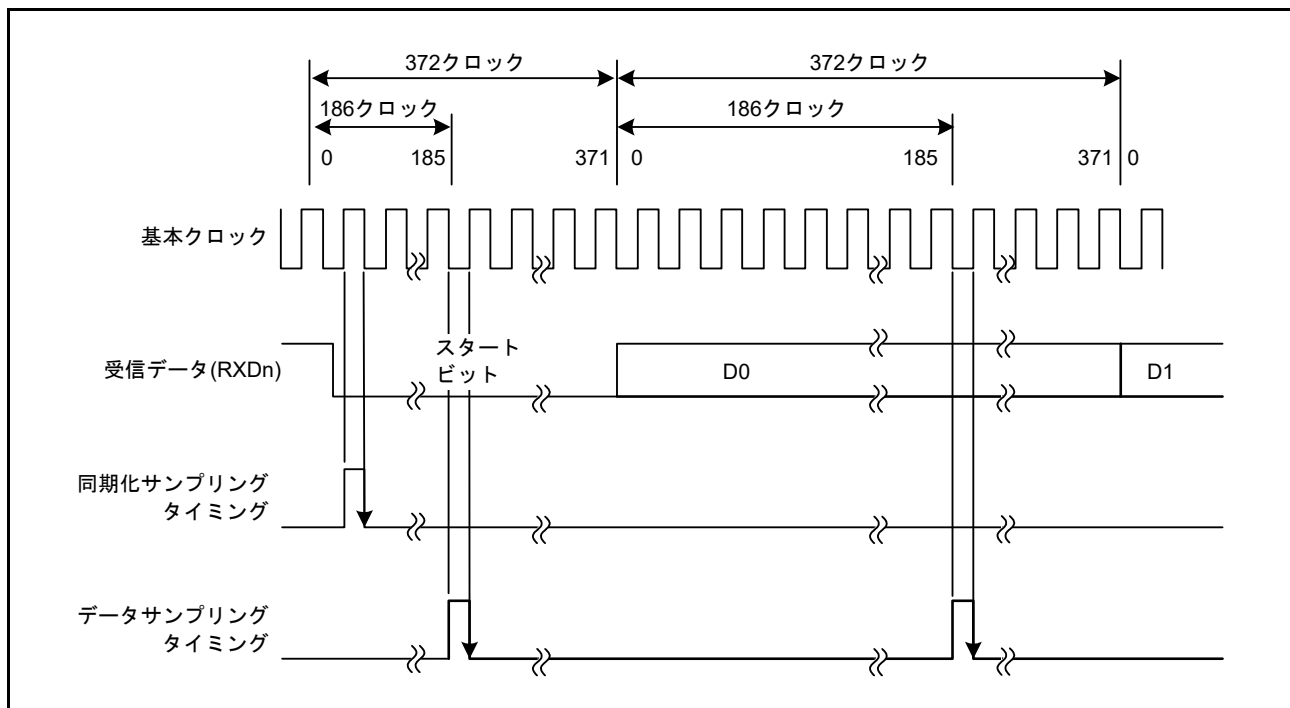 372クロック
372クロック
186クロック
186クロック
0
185
371
0
185
371
0
基本クロック
受信データ(RXDn)
スタート
ビット
D0
D1
同期化サンプリング
タイミング
データサンプリング
タイミング